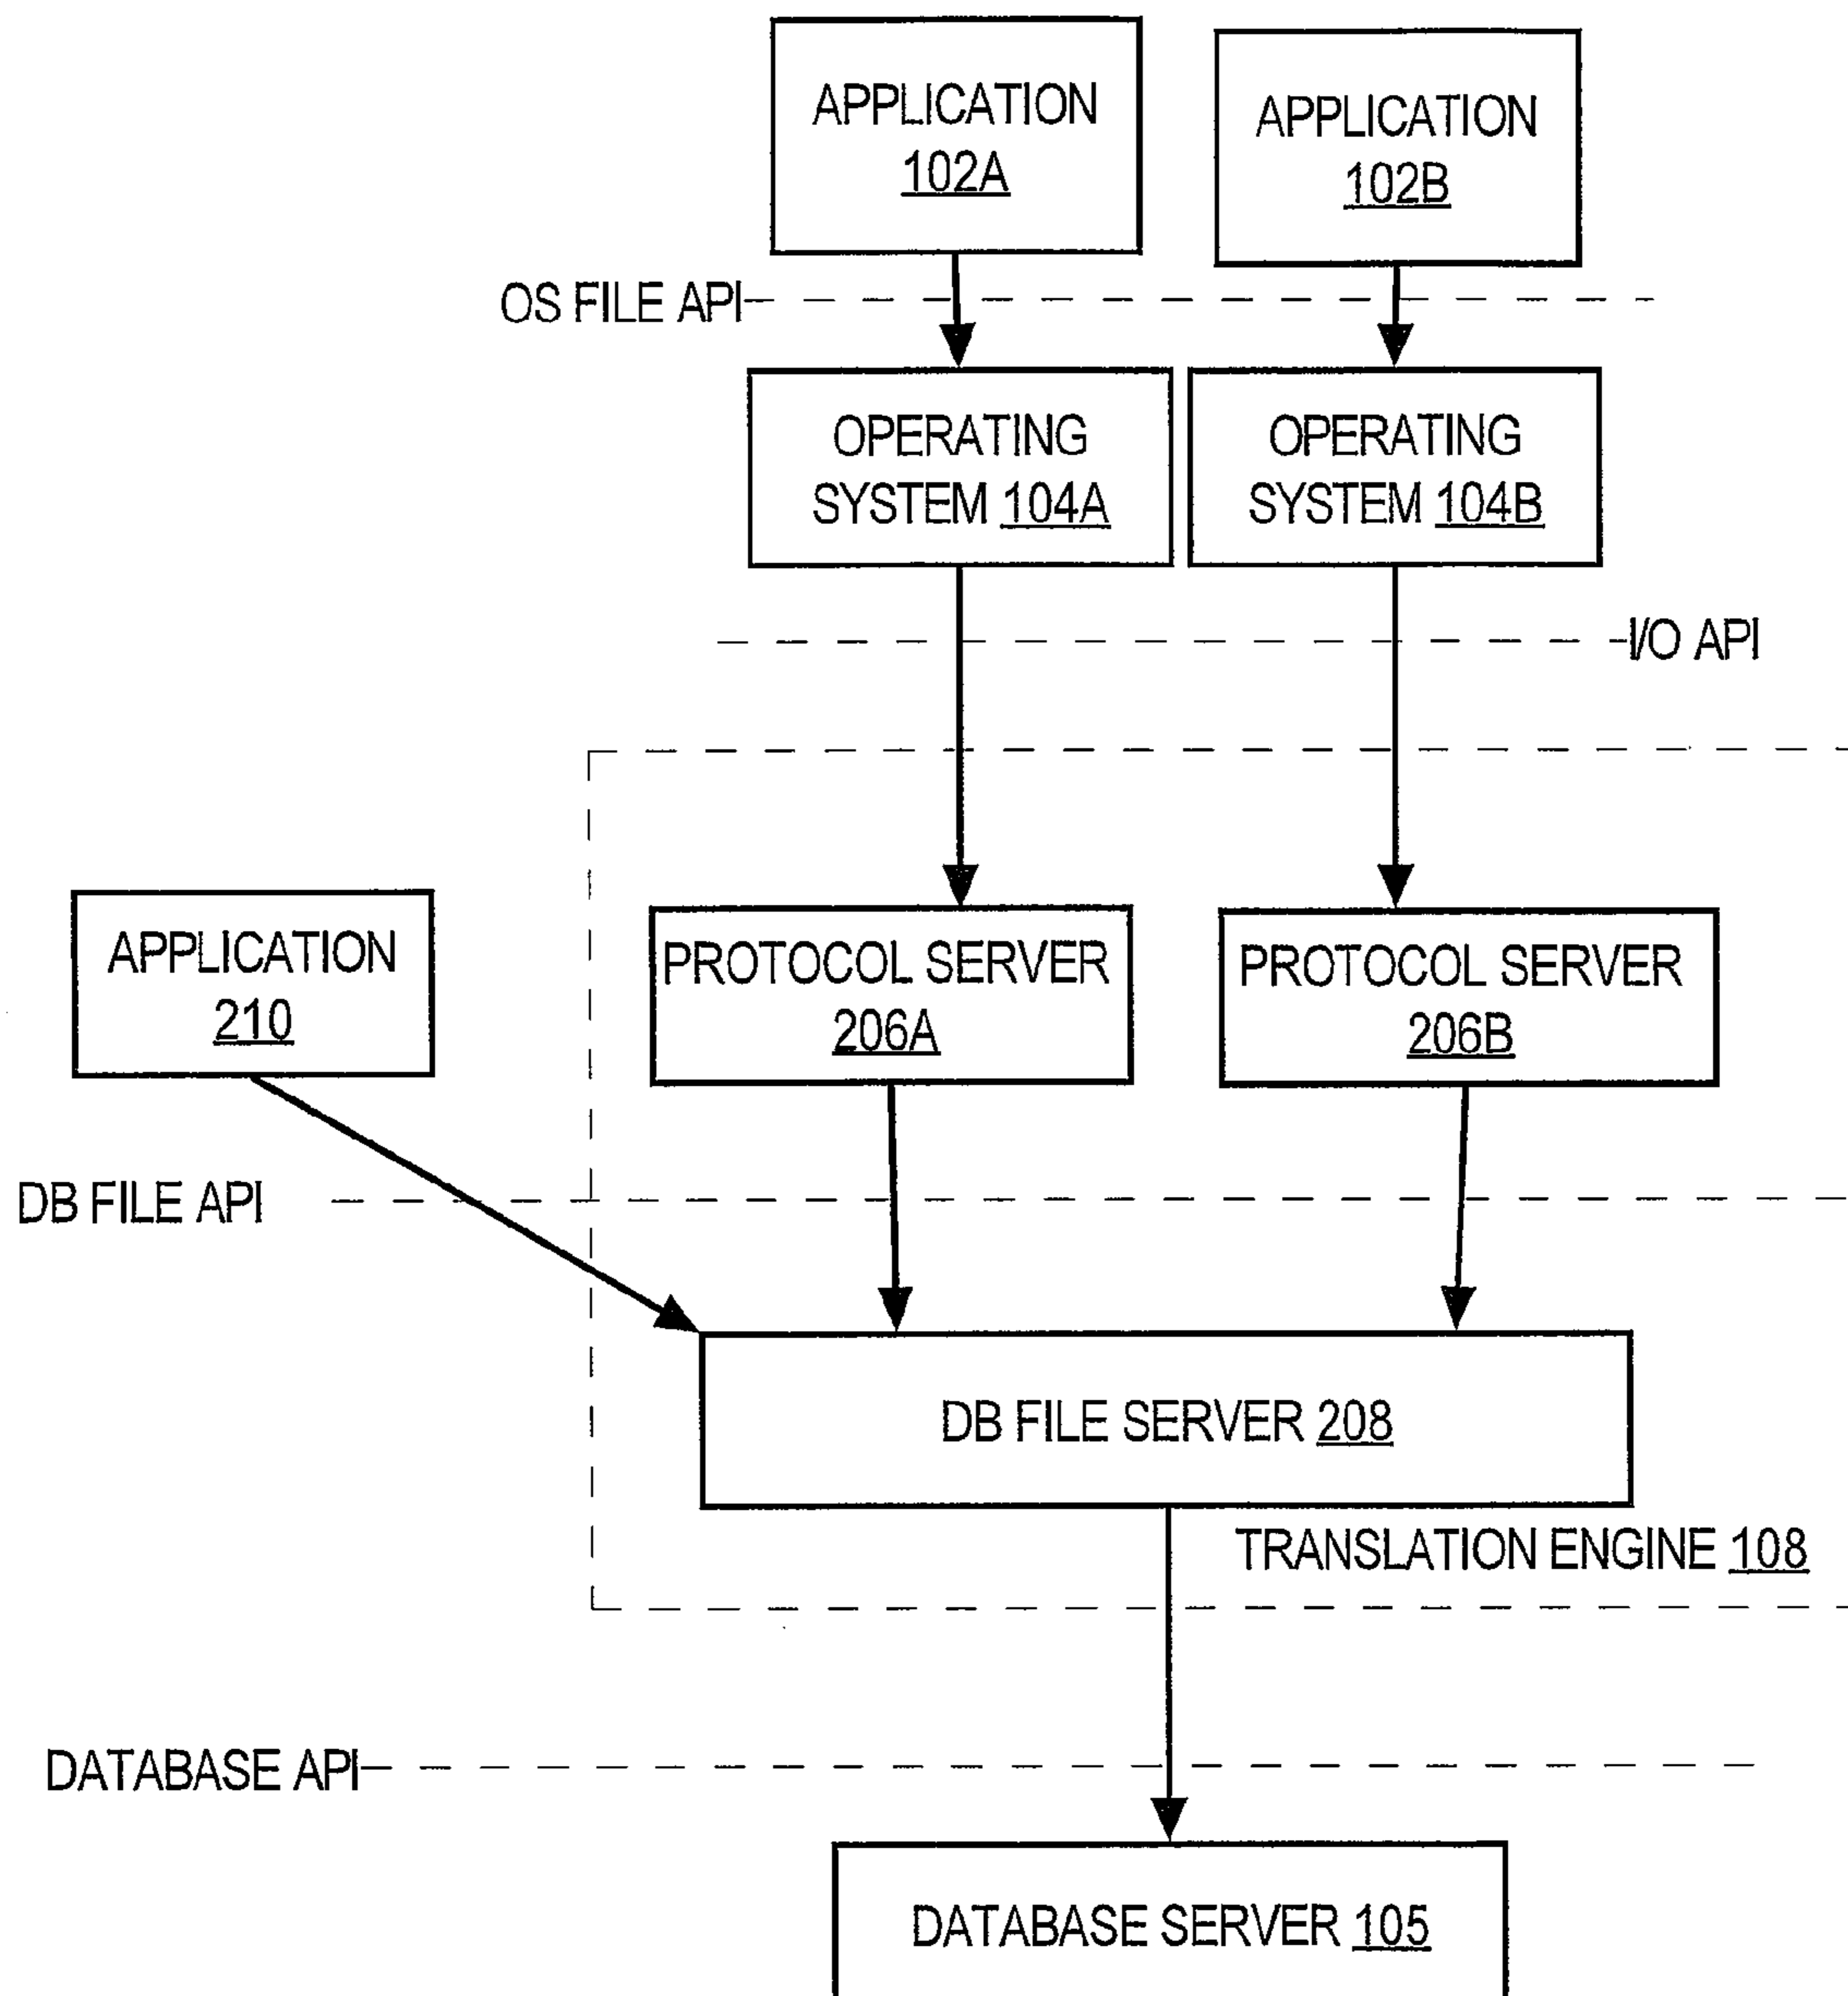 APPLICATION
102A
APPLICATION
102B
OS FILE API
OPERATING
SYSTEM 104A
OPERATING
SYSTEM 104B
I/O API
APPLICATION
210
PROTOCOL SERVER
206A
PROTOCOL SERVER
206B
DB FILE API
DB FILE SERVER 208
TRANSLATION ENGINE 108
DATABASE API
DATABASE SERVER 105